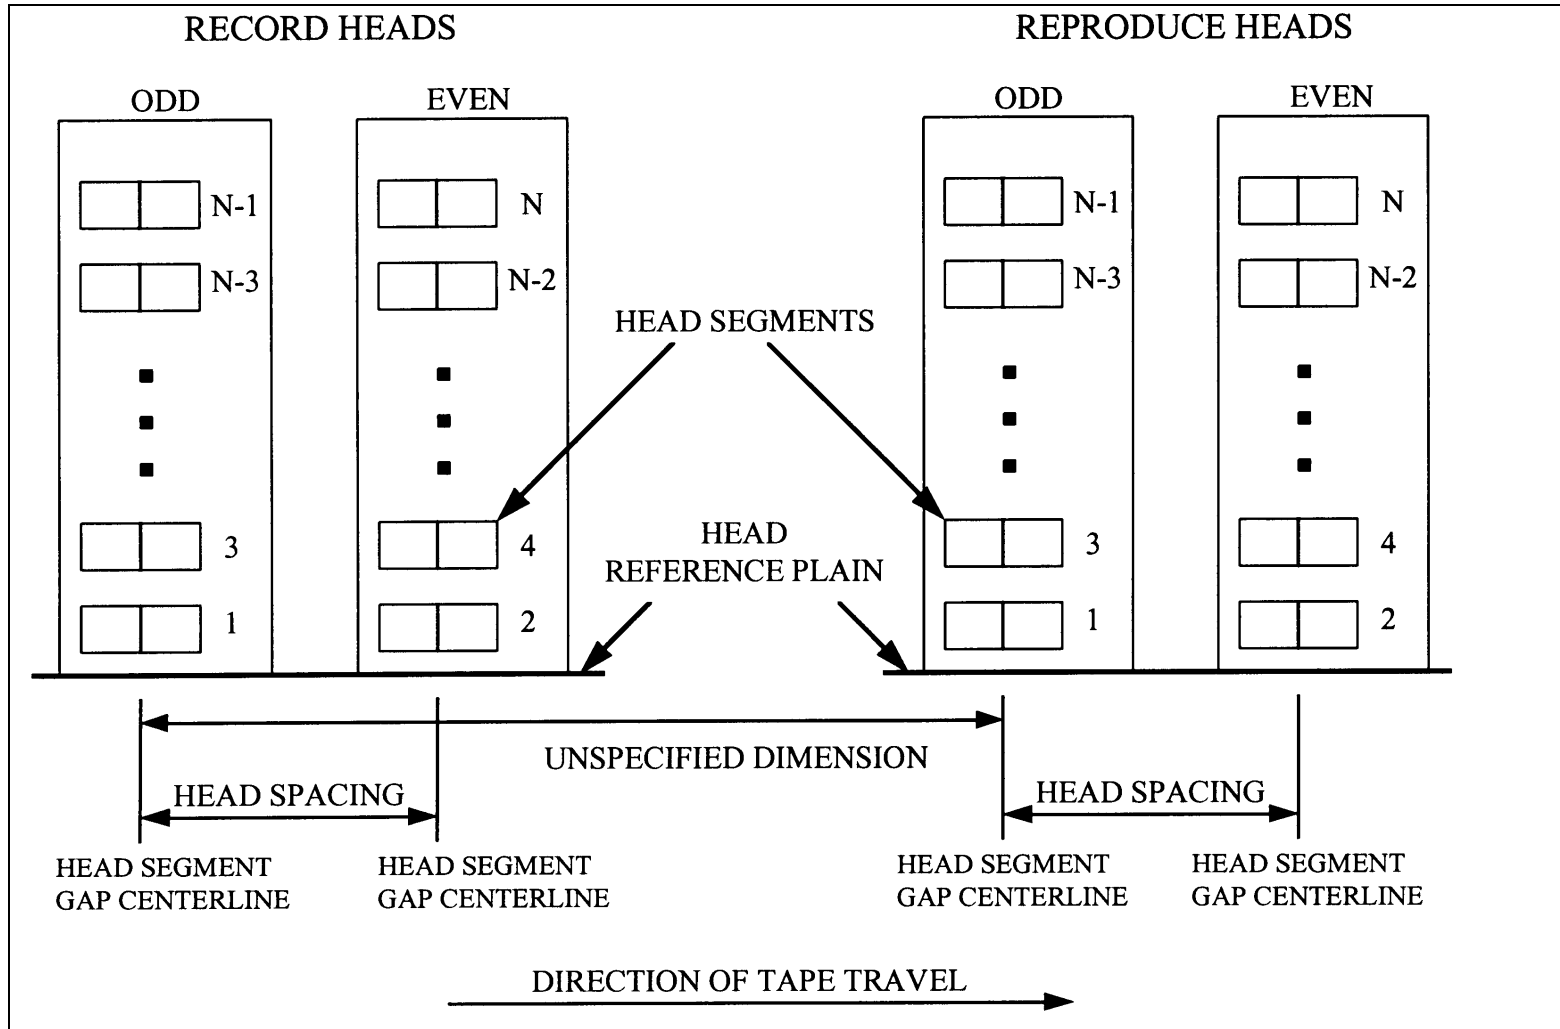 RECORD HEADS
REPRODUCE HEADS
ODD
EVEN
ODD
EVEN
N-1
N
N-1
N
N-3
N-2
N-3
N-2
HEAD SEGMENTS
3
4
HEAD
REFERENCE PLAIN
3
4
1
2
1
2
UNSPECIFIED DIMENSION
HEAD SPACING
HEAD SPACING
HEAD SEGMENT
GAP CENTERLINE
HEAD SEGMENT
GAP CENTERLINE
HEAD SEGMENT
GAP CENTERLINE
HEAD SEGMENT
GAP CENTERLINE
DIRECTION OF TAPE TRAVEL